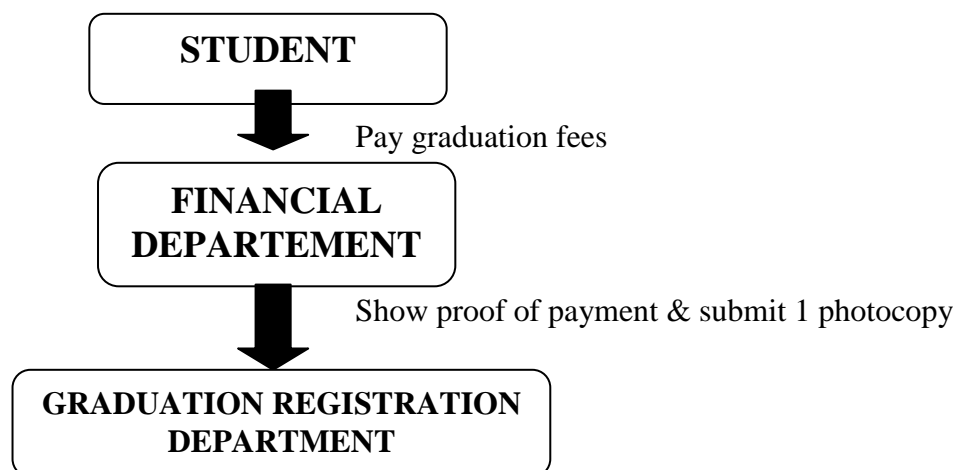 STUDENT
Pay graduation fees
FINANCIAL
DEPARTEMENT
Show proof of payment & submit 1 photocopy
GRADUATION REGISTRATION
DEPARTMENT